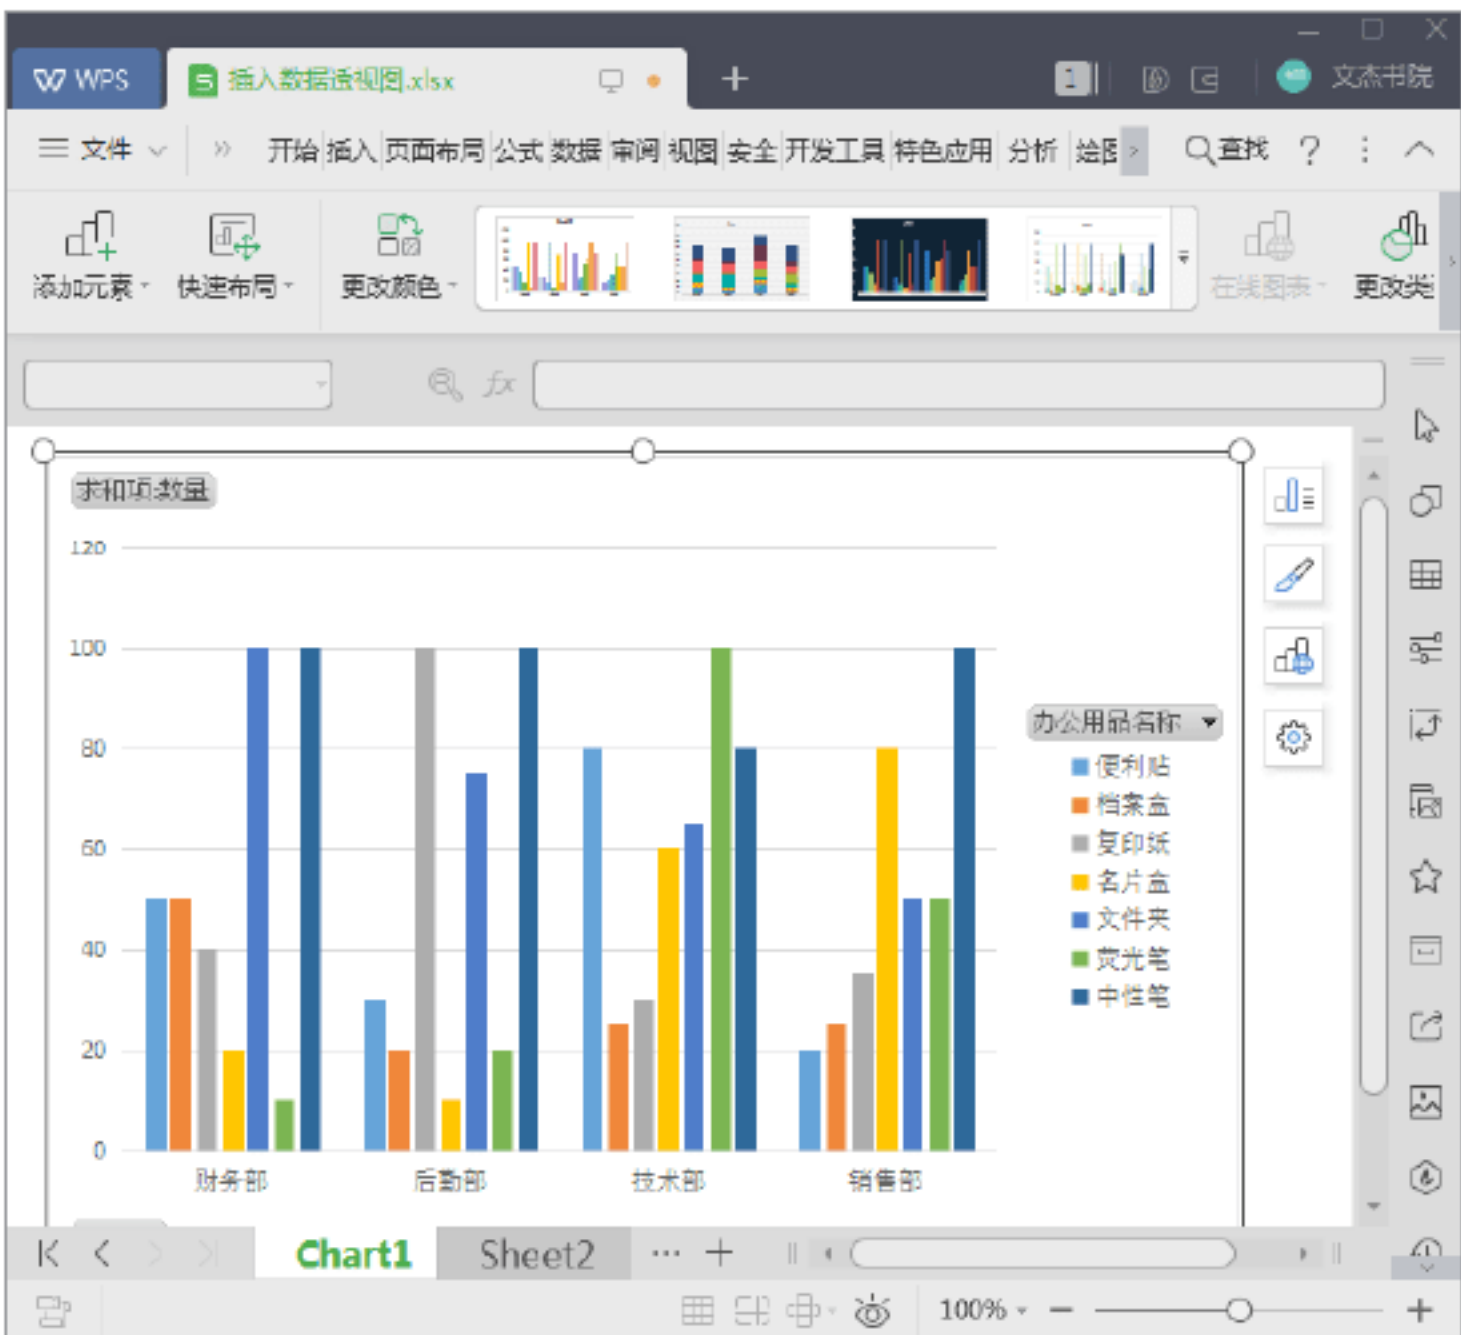 WPS 插入数据透视图.xlsx 1 文杰书院
文件 开始 插入 页面布局 公式 数据 审阅 视图 安全 开发工具 特色应用 分析 查找
添加元素 快速布局 更改颜色 在线图表 更改类
fx
求和项:数量
120
100
80
60
40
20
0
财务部 后勤部 技术部 销售部
办公用品名称
便利贴
档案盒
复印纸
名片盒
文件夹
荧光笔
中性笔
Chart1 Sheet2 ...
100%